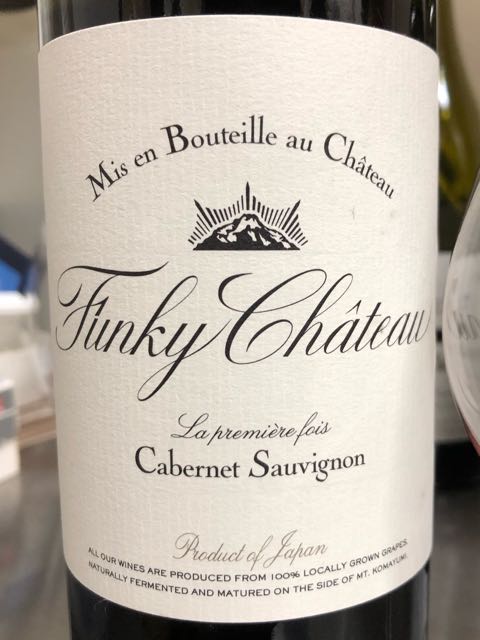 Mis en Bouteille au Château
Funky Château
La première fois
Cabernet Sauvignon
Product of Japan
ALL OUR WINES ARE PRODUCED FROM 100% LOCALLY GROWN GRAPES.
NATURALLY FERMENTED AND MATURED ON THE SIDE OF MT. KOMAYUMI.